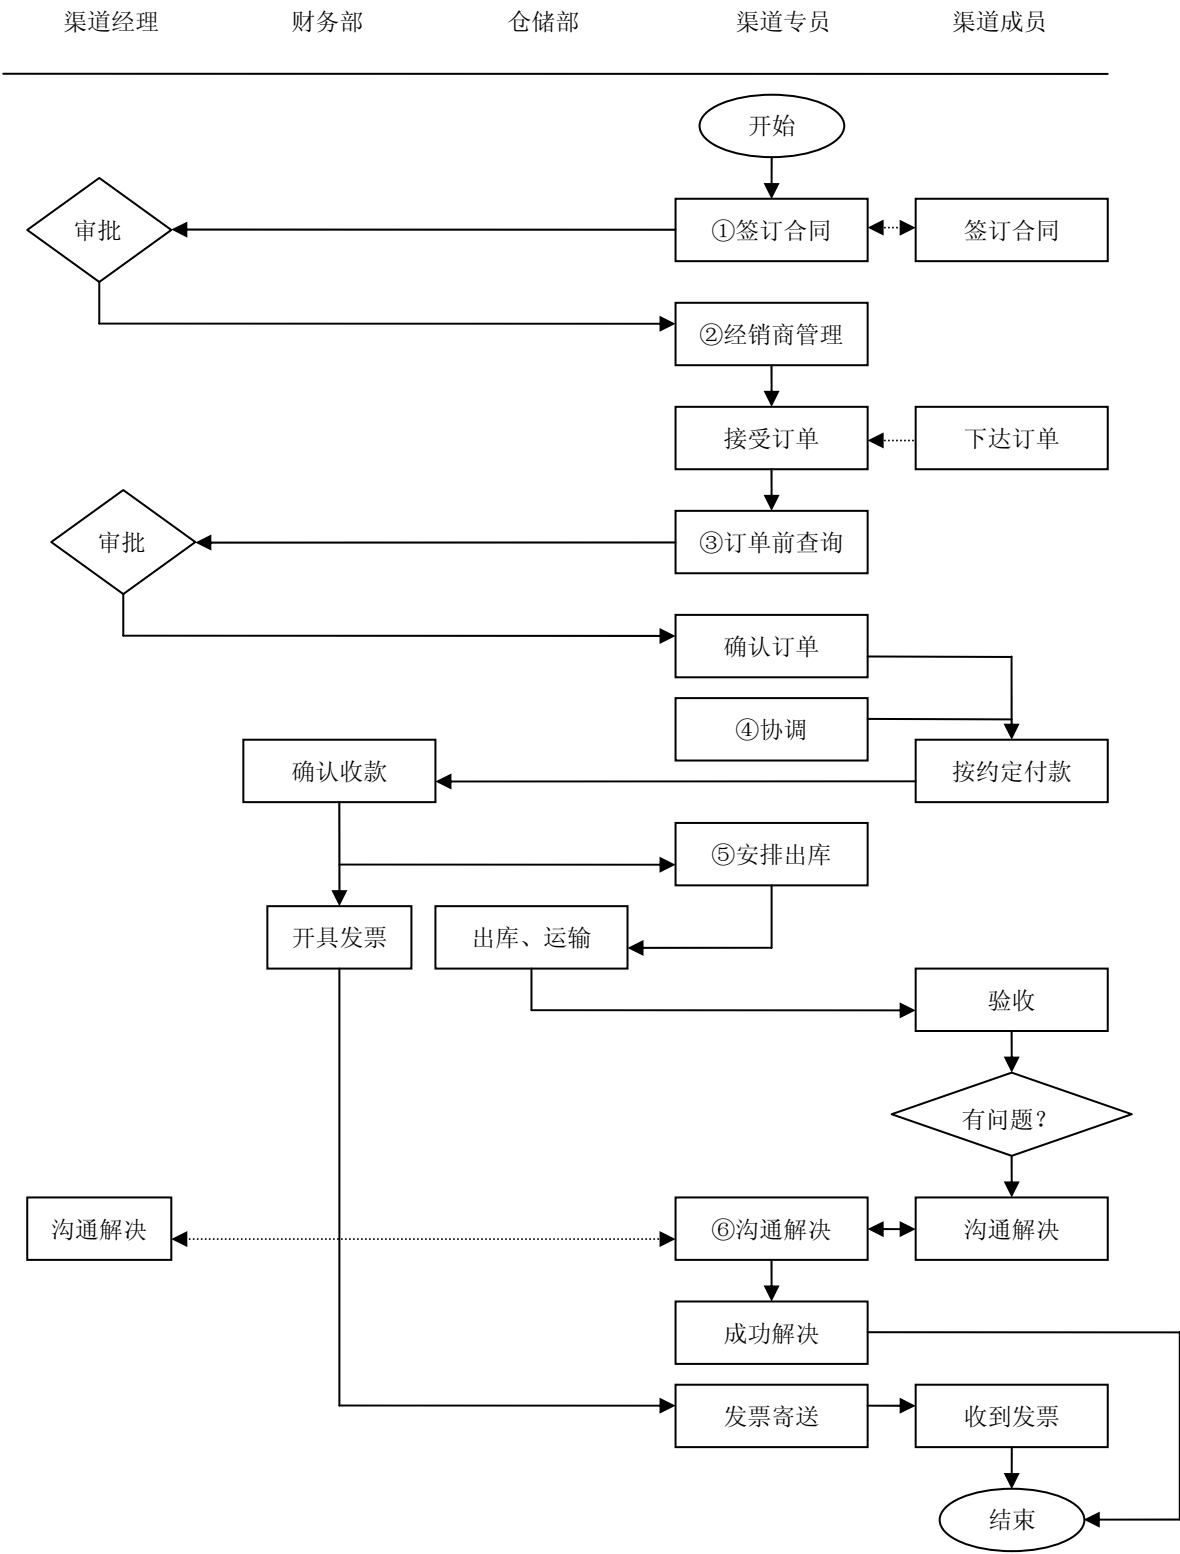 渠道经理 财务部 仓储部 渠道专员 渠道成员
开始
审批 ①签订合同 签订合同
②经销商管理
接受订单 下达订单
审批 ③订单前查询
确认订单
④协调
确认收款 按约定付款
⑤安排出库
开具发票 出库、运输
验收
有问题？
沟通解决 ⑥沟通解决 沟通解决
成功解决
发票寄送 收到发票
结束